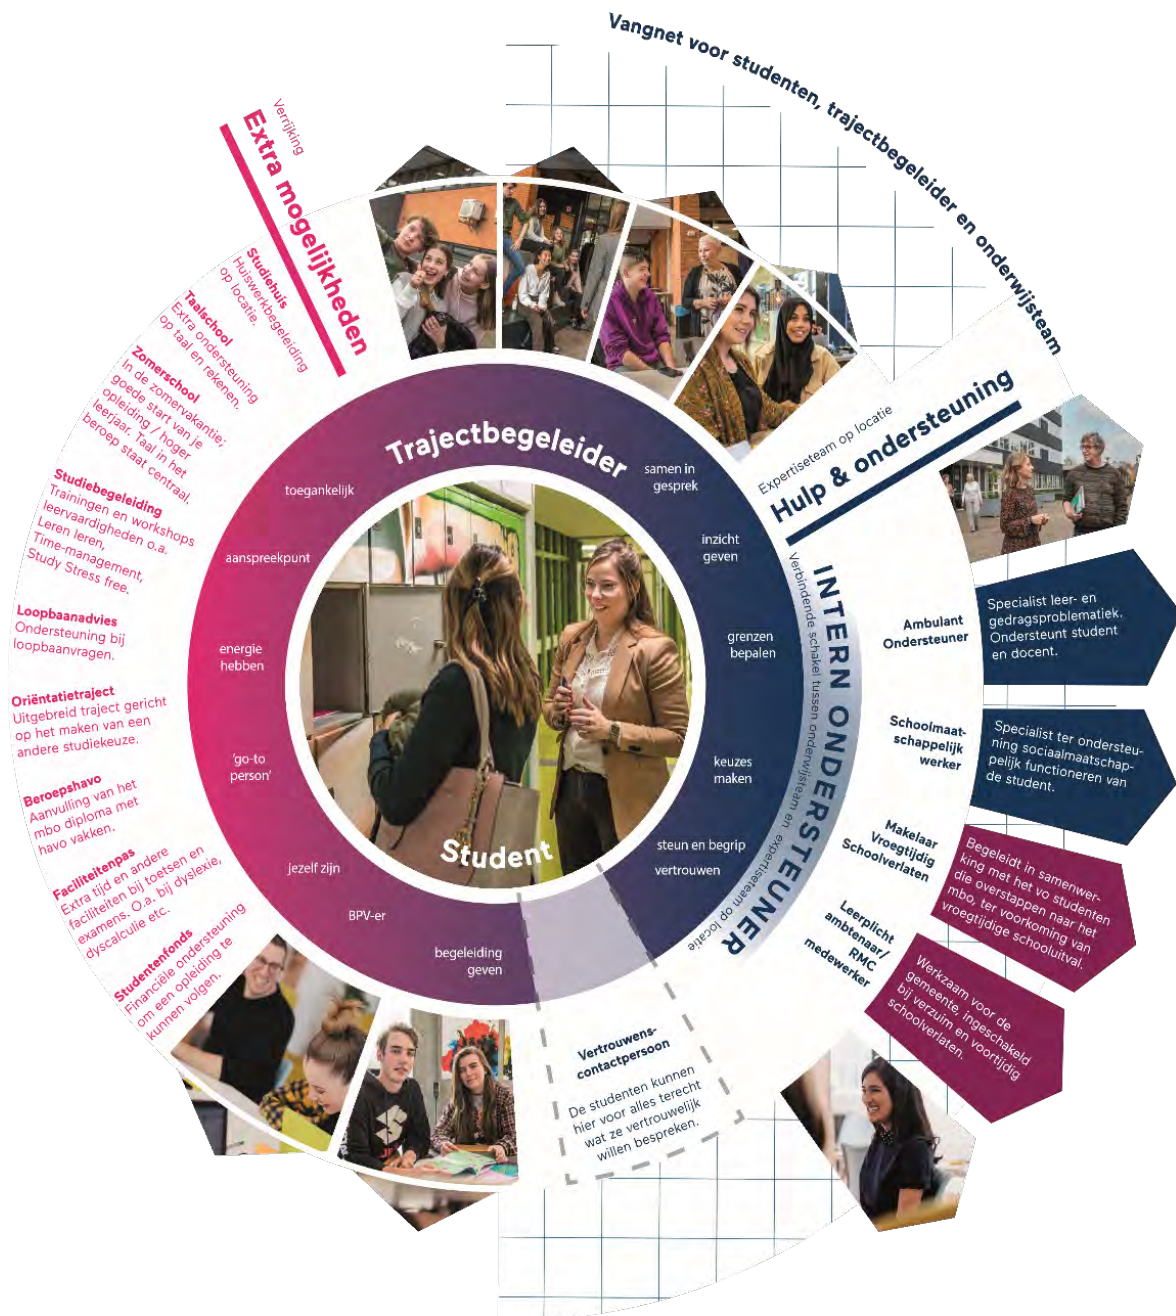 Vangnet voor studenten, trajectbegeleider en onderwijsteam
Verrijking
Extra mogelijkheden
Studiehuis
Huiswerkbegeleiding
op locatie.
Taalschool
Extra ondersteuning
op taal en rekenen.
Zomerschool
In de zomervakantie;
goede start van je
opleiding / hoger
leerjaar. Taal in het
beroep staat centraal.
Studiebegeleiding
Trainingen en workshops
leervaardigheden o.a.
Leren leren,
Time-management,
Study Stress free.
Loopbaanadvies
Ondersteuning bij
loopbaanvragen.
Oriëntatietraject
Uitgebreid traject gericht
op het maken van een
andere studiekeuze.
Beroepshavo
Aanvulling van het
mbo diploma met
havo vakken.
Faciliteitenpas
Extra tijd en andere
faciliteiten bij toetsen en
examens. O.a. bij dyslexie,
dyscalculie etc.
Studentenfonds
Financiële ondersteuning
om een opleiding te
kunnen volgen.
Trajectbegeleider
toegankelijk
aanspreekpunt
energie
hebben
'go-to
person'
jezelf zijn
BPV-er
begeleiding
geven
samen in
gesprek
inzicht
geven
grenzen
bepalen
keuzes
maken
steun en begrip
vertrouwen
Student
Expertiseteam op locatie
Hulp & ondersteuning
INTERN ONDERSTEUNER
Verbindende schakel tussen onderwijsteam en expertiseteam op locatie
Ambulant
Ondersteuner
Specialist leer- en
gedragsproblematiek.
Ondersteunt student
en docent.
Schoolmaat-
schappelijk
werker
Specialist ter ondersteu-
ning sociaalmaatschap-
pelijk functioneren van
de student.
Makelaar
Vroegtijdig
Schoolverlaten
Begeleidt in samenwer-
king met het vo studenten
die overstappen naar het
mbo, ter voorkoming van
vroegtijdige schooluitval.
Leerplicht
ambtenaar/
RMC
medewerker
Werkzaam voor de
gemeente, ingeschakeld
bij verzuim en voortijdig
schoolverlaten.
Vertrouwens-
contactpersoon
De studenten kunnen
hier voor alles terecht
wat ze vertrouwelijk
willen bespreken.